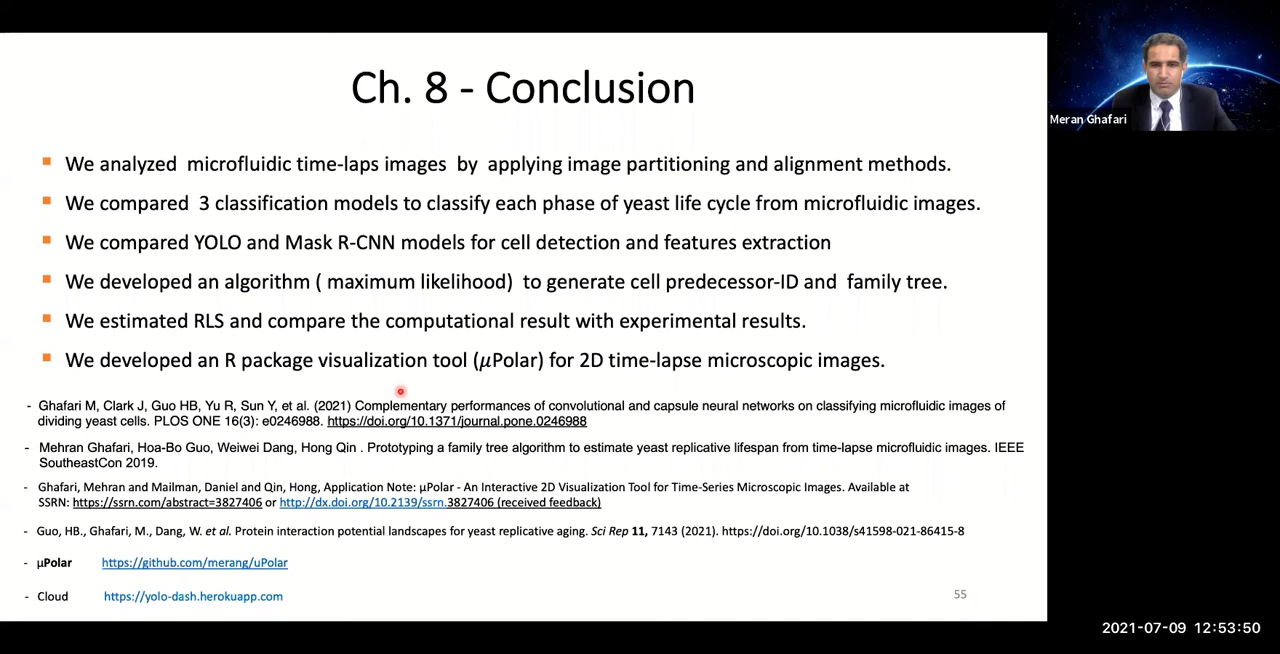 Ch. 8 - Conclusion
Meran Ghafari
▪ We analyzed microfluidic time-laps images by applying image partitioning and alignment methods.
▪ We compared 3 classification models to classify each phase of yeast life cycle from microfluidic images.
▪ We compared YOLO and Mask R-CNN models for cell detection and features extraction
▪ We developed an algorithm ( maximum likelihood) to generate cell predecessor-ID and family tree.
▪ We estimated RLS and compare the computational result with experimental results.
▪ We developed an R package visualization tool (μPolar) for 2D time-lapse microscopic images.
- Ghafari M, Clark J, Guo HB, Yu R, Sun Y, et al. (2021) Complementary performances of convolutional and capsule neural networks on classifying microfluidic images of
dividing yeast cells. PLOS ONE 16(3): e0246988. https://doi.org/10.1371/journal.pone.0246988
- Mehran Ghafari, Hoa-Bo Guo, Weiwei Dang, Hong Qin . Prototyping a family tree algorithm to estimate yeast replicative lifespan from time-lapse microfluidic images. IEEE
SoutheastCon 2019.
- Ghafari, Mehran and Mailman, Daniel and Qin, Hong, Application Note: μPolar - An Interactive 2D Visualization Tool for Time-Series Microscopic Images. Available at
SSRN: https://ssrn.com/abstract=3827406 or http://dx.doi.org/10.2139/ssrn.3827406 (received feedback)
- Guo, HB., Ghafari, M., Dang, W. et al. Protein interaction potential landscapes for yeast replicative aging. Sci Rep 11, 7143 (2021). https://doi.org/10.1038/s41598-021-86415-8
- μPolar https://github.com/merang/uPolar
- Cloud https://yolo-dash.herokuapp.com
55
2021-07-09 12:53:50